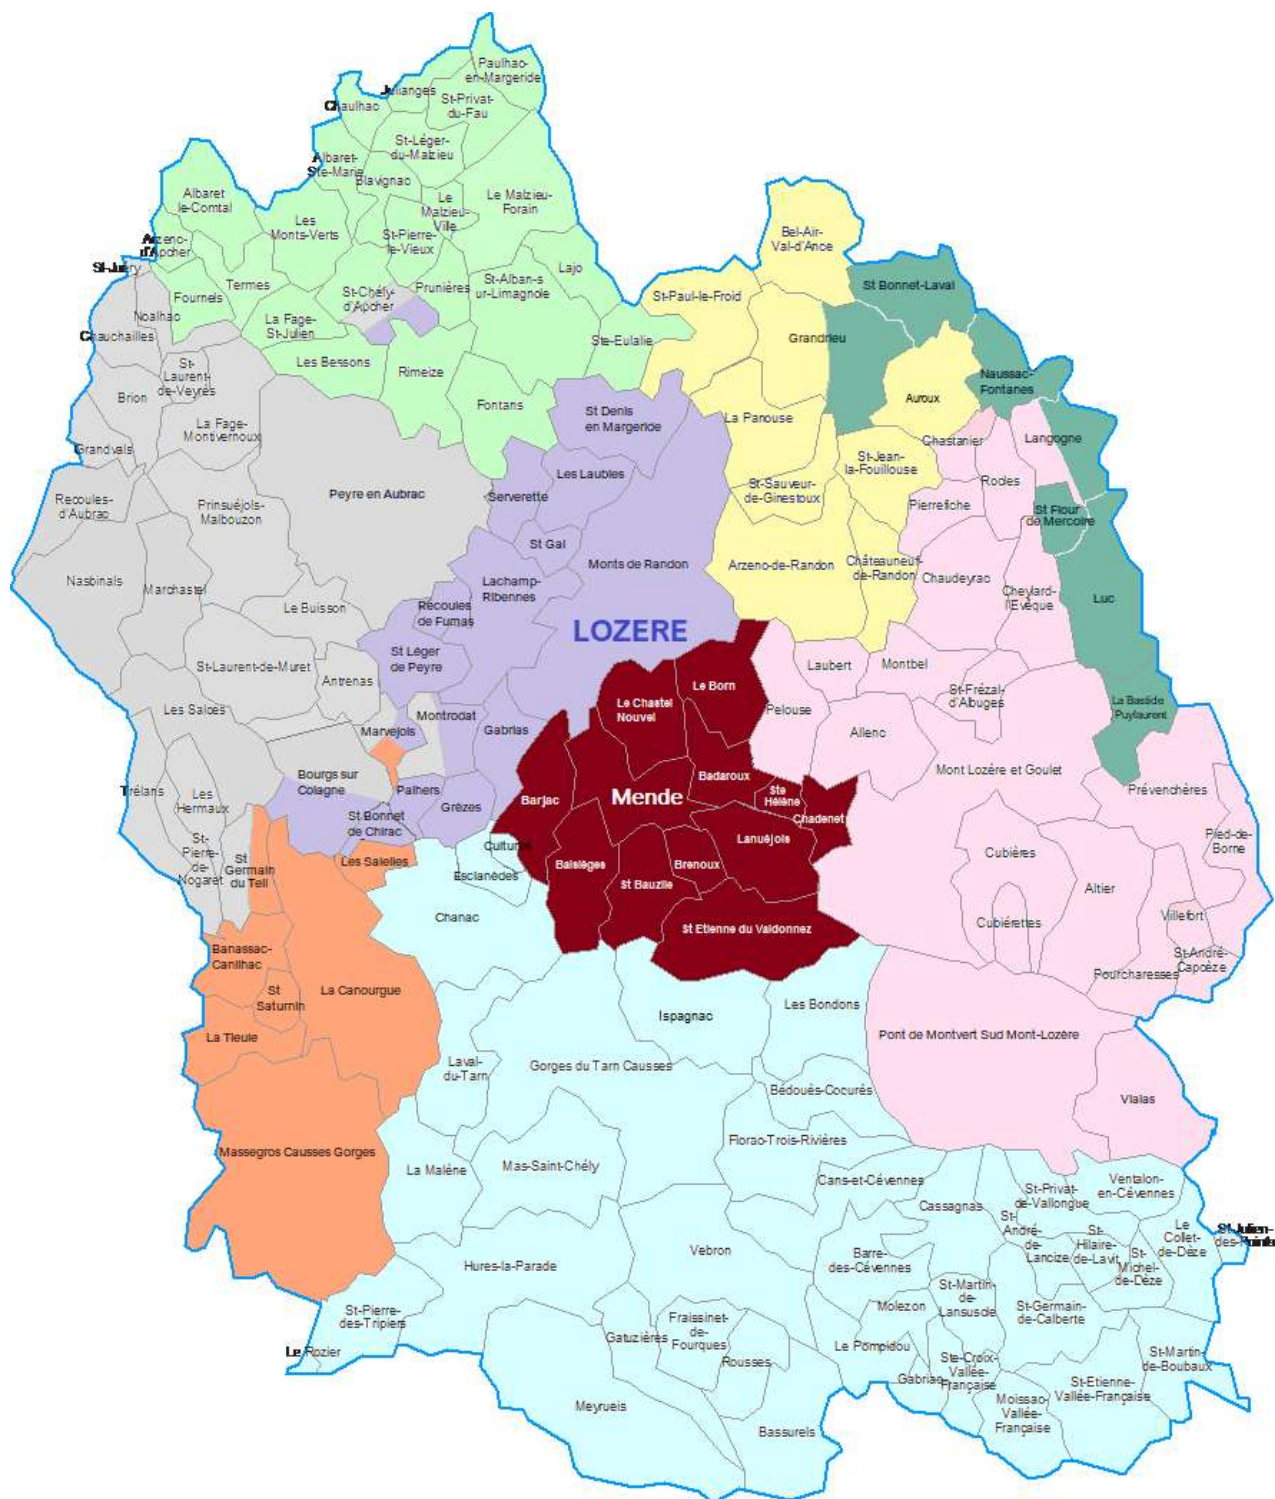 Paulhac-
en-Margeride
Julianges
St-Privat-
du-Fau
Chaulhac
St-Léger-
du-Malzieu
Albaret-
Ste-Marie
Blavignac
Albaret
le-Comtal
Le
Malzieu-
Ville
Le Malzieu-
Forain
Les
Monts-Verts
St-Pierre-
le-Vieux
Bel-Air-
Val-d'Ance
Arzenc-
d'Apcher
St-Juéry
Lajo
Termes
Prunières
St-Alban-s
ur-Limagnole
St Bonnet-Laval
Fournels
St-Chély-
d'Apcher
St-Paul-le-Froid
Noalhac
La Fage-
St-Julien
Chauchailles
Ste-Eulalie
Grandrieu
Les Bessons
Rimeize
St-
Laurent-
de-Veyrès
Naussac-
Fontanes
Brion
Auroux
Fontans
St Denis
en Margeride
La Panouse
La Fage-
Montivernoux
Chastanier
Langogne
Grandvals
St-Jean-
la-Fouillouse
Les Laubies
Rocles
Recoules-
d'Aubrac
Prinsuéjols-
Malbouzon
Peyre en Aubrac
Serverette
St-Sauveur-
de-Ginestoux
Pierrefiche
St Flour
de Mercoire
St Gal
Monts de Randon
Arzenc-de-Randon
Châteauneuf-
de-Randon
Nasbinals
Marchastel
Lachamp-
Ribennes
Chaudeyrac
Cheylard-
l'Evêque
Luc
Le Buisson
Recoules
de Fumas
LOZERE
St Léger
de Peyre
St-Laurent-de-Muret
Antrenas
Laubert
Montbel
Le Born
St-Frézal-
d'Albuges
La Bastide
Puylaurent
Les Salces
Le Chastel
Nouvel
Pelouse
Montrodat
Marvejols
Gabrias
Allenc
Badaroux
Mont Lozère et Goulet
Bourgs sur
Colagne
Palhers
Trélans
Les
Hermaux
Barjac
Mende
Ste
Hélène
Prévenchères
Grèzes
St Bonnet
de Chirac
Chadenet
Lanuéjols
St-
Pierre-
de-
Nogaret
St
Germain
du Teil
Les Salelles
Cultures
Esclanèdes
Balsièges
Brenoux
Cubières
Pied-de-
Borne
St Bauzile
Altier
Chanac
St Etienne du Valdonnez
Cubiérettes
Villefort
Banassac-
Canilhac
St-André-
Capcèze
Pourcharesses
La Canourgue
St
Saturnin
Les Bondons
Ispagnac
La Tieule
Pont de Montvert Sud Mont-Lozère
Laval-
du-Tarn
Gorges du Tarn Causses
Bédouès-Cocurès
Vialas
Florac-Trois-Rivières
Massegros Causses Gorges
La Malène
Mas-Saint-Chély
Cans-et-Cévennes
Cassagnas
St-Privat-
de-Vallongue
Ventalon-
en-Cévennes
St-
André-
de-
Lancize
St-
Hilaire-
de-Lavit
Le
Collet-
de-Dèze
St-Julien-
des-Points
Vebron
Barre-
des-Cévennes
St-
Michel-
de-Dèze
Hures-la-Parade
St-Martin-
de-
Lansuscle
Molezon
St-Germain-
de-Calberte
St-Pierre-
des-Tripiers
Gatuzières
Fraissinet-
de-
Fourques
Le Pompidou
Le Rozier
Rousses
Ste-Croix-
Vallée-
Française
St-Martin-
de-Boubaux
Gabriac
St-Etienne-
Vallée-Française
Meyrueis
Moissac-
Vallée-
Française
Bassurels